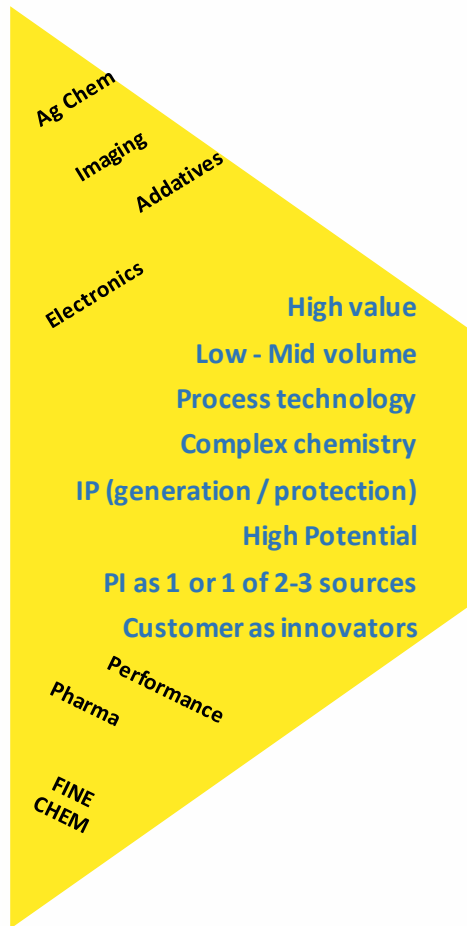 Ag Chem
Imaging
Addatives
Electronics
High value
Low - Mid volume
Process technology
Complex chemistry
IP (generation / protection)
High Potential
PI as 1 or 1 of 2-3 sources
Customer as innovators
Performance
Pharma
FINE
CHEM